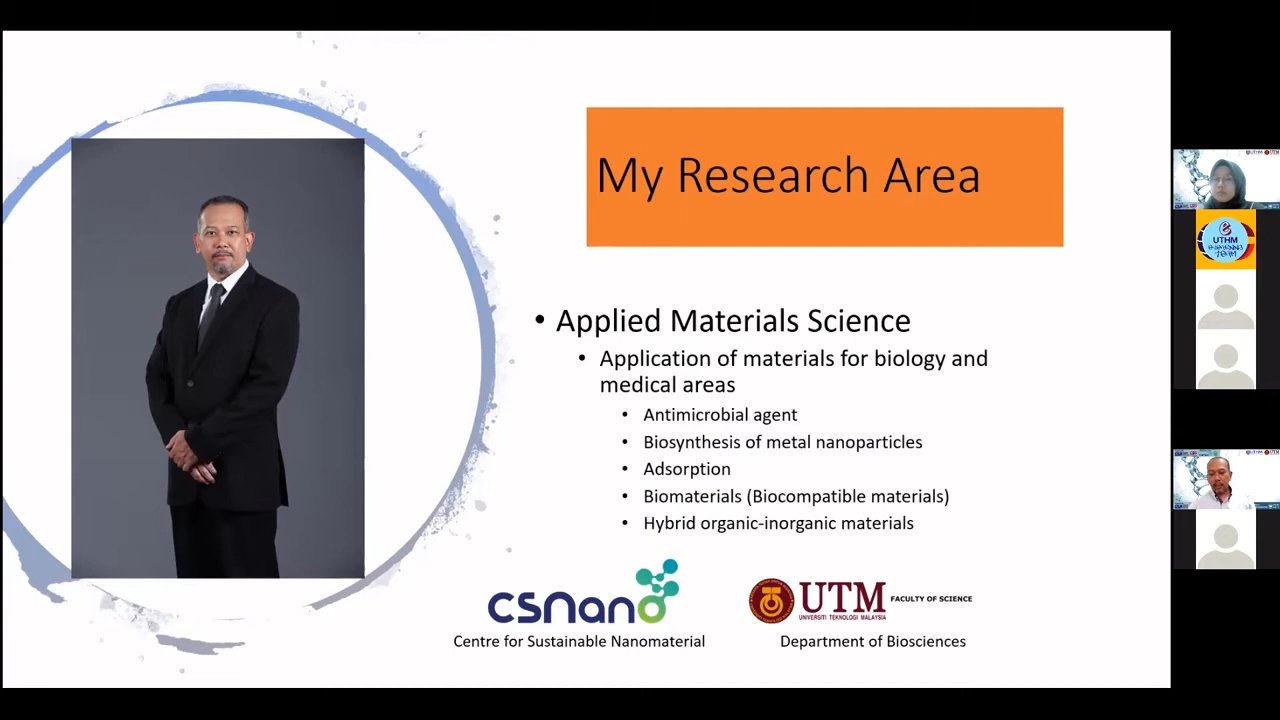 My Research Area
• Applied Materials Science
• Application of materials for biology and
medical areas
• Antimicrobial agent
• Biosynthesis of metal nanoparticles
• Adsorption
• Biomaterials (Biocompatible materials)
• Hybrid organic-inorganic materials
CSNano
Centre for Sustainable Nanomaterial
UTM
UNIVERSITI TEKNOLOGI MALAYSIA
FACULTY OF SCIENCE
Department of Biosciences
UTHM